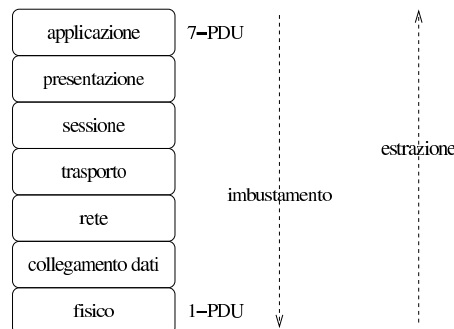 applicazione 7-PDU
presentazione
sessione
estrazione
trasporto
imbustamento
rete
collegamento dati
fisico 1-PDU